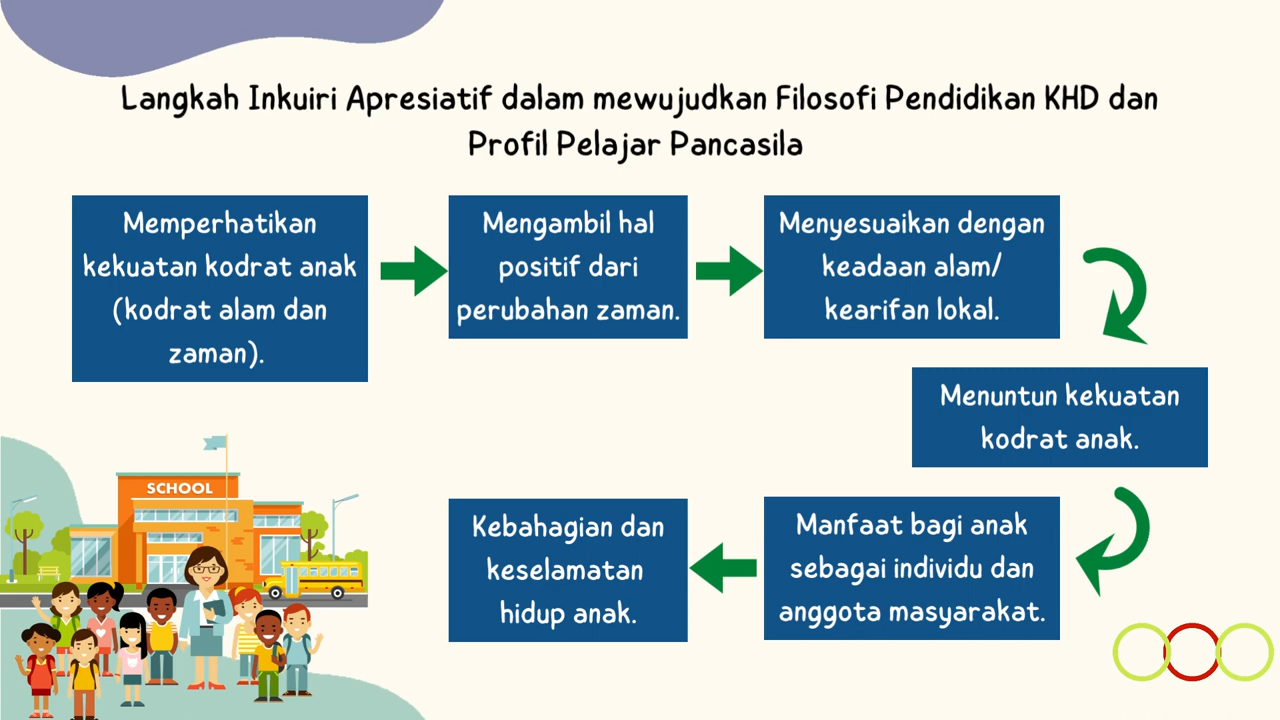 Langkah Inkuiri Apresiatif dalam mewujudkan Filosofi Pendidikan KHD dan
Profil Pelajar Pancasila
Memperhatikan
kekuatan kodrat anak
(kodrat alam dan
zaman).
Mengambil hal
positif dari
perubahan zaman.
Menyesuaikan dengan
keadaan alam/
kearifan lokal.
Menuntun kekuatan
kodrat anak.
Manfaat bagi anak
sebagai individu dan
anggota masyarakat.
Kebahagian dan
keselamatan
hidup anak.
SCHOOL